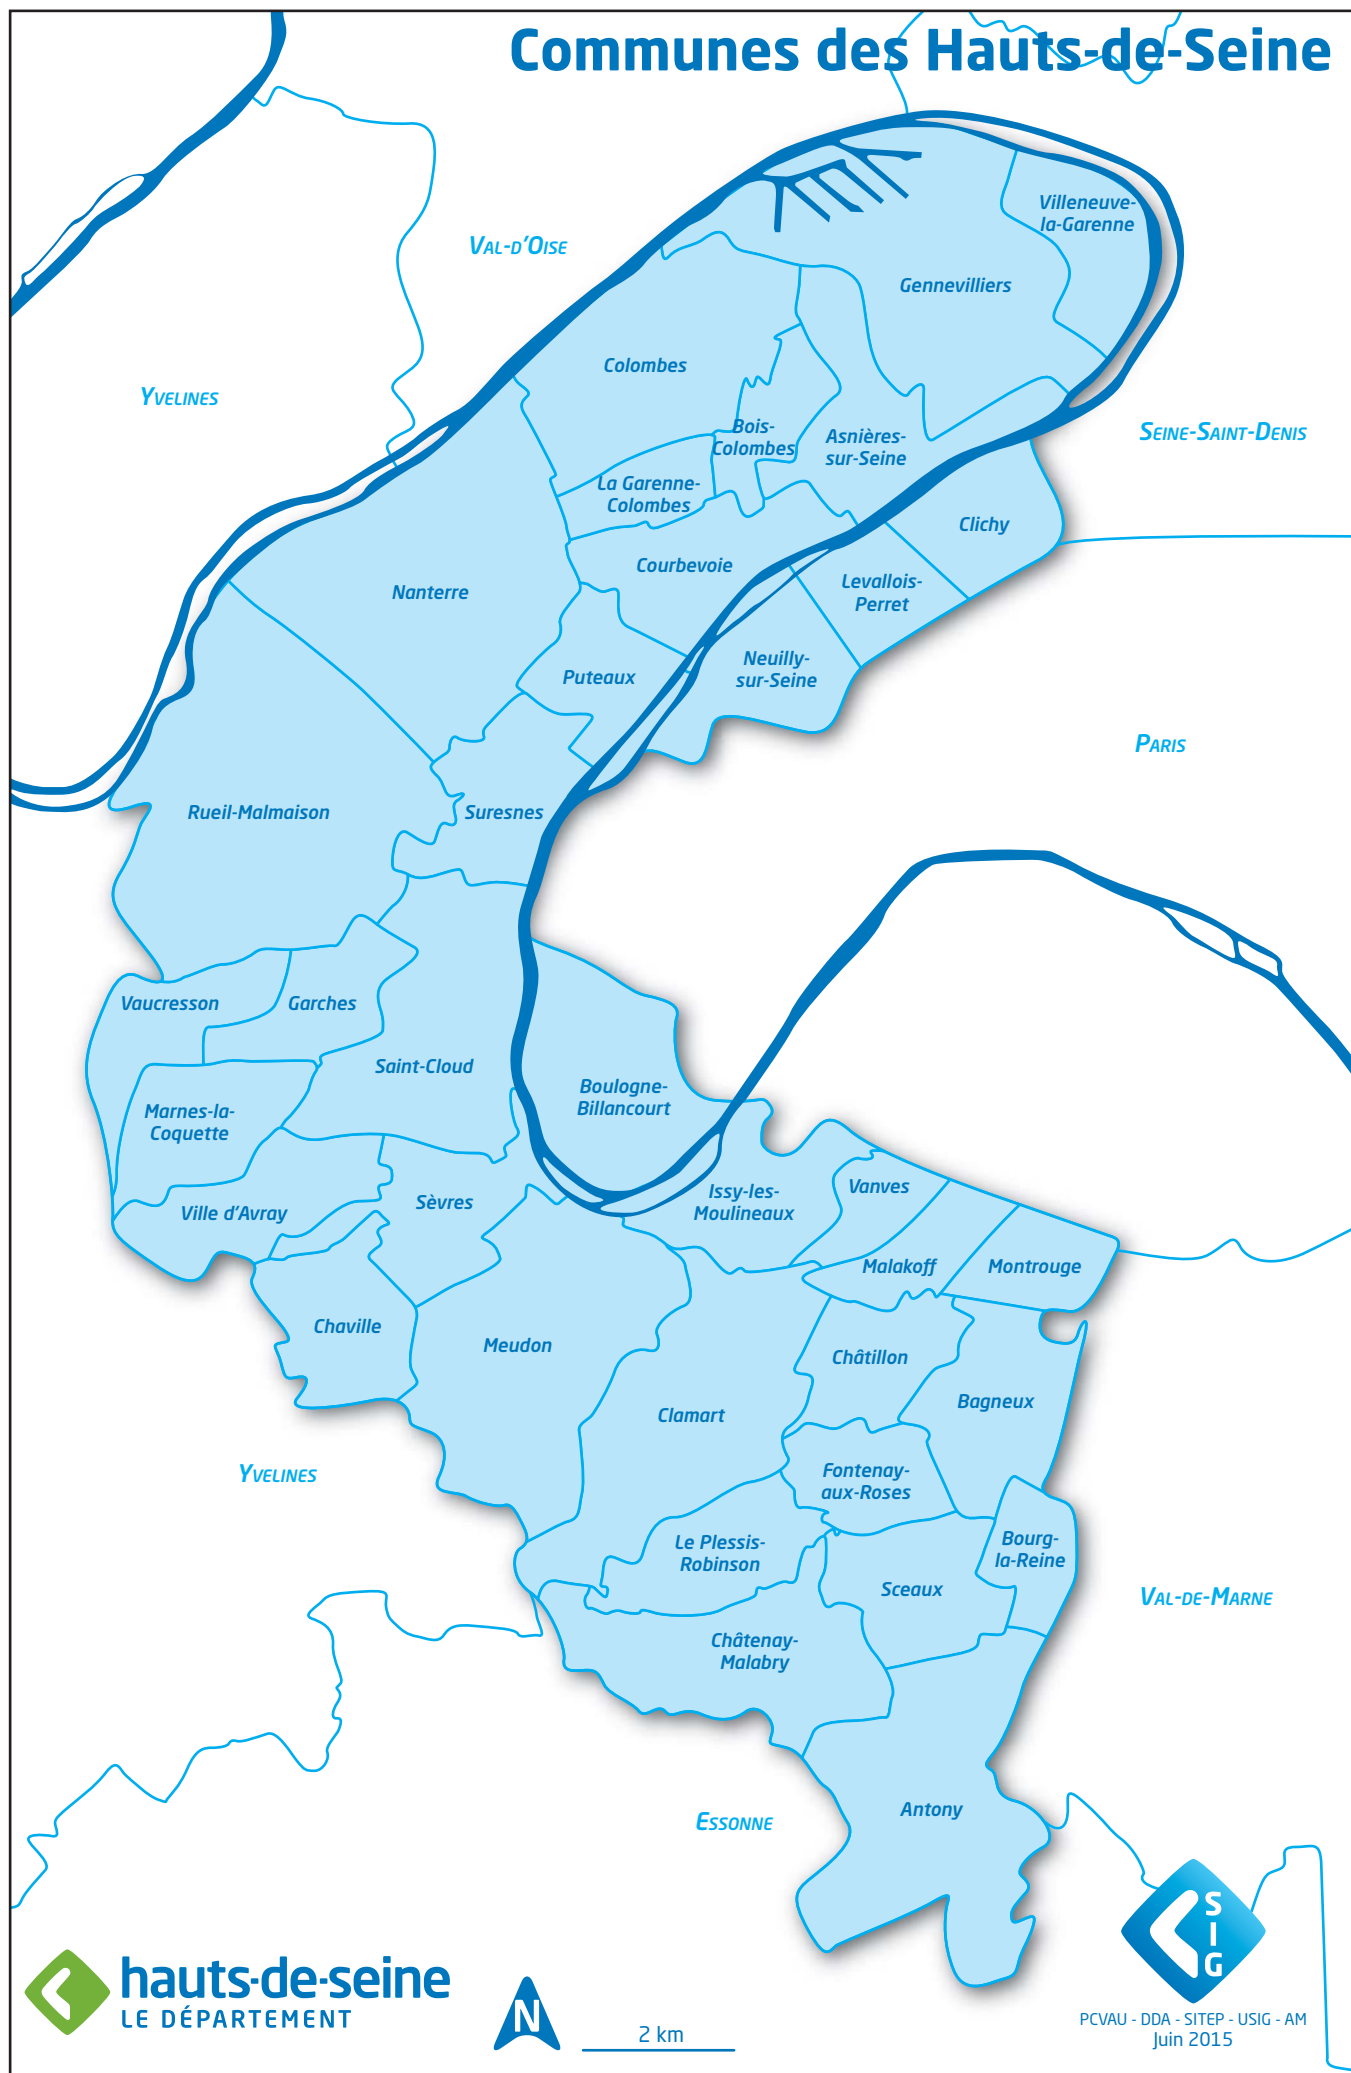 Communes des Hauts-de-Seine
Villeneuve-
la-Garenne
VAL-D'OISE
Gennevilliers
Colombes
YVELINES
Bois-
Colombes
Asnières-
sur-Seine
SEINE-SAINT-DENIS
La Garenne-
Colombes
Clichy
Courbevoie
Levallois-
Perret
Nanterre
Neuilly-
sur-Seine
Puteaux
PARIS
Rueil-Malmaison
Suresnes
Vaucresson
Garches
Saint-Cloud
Boulogne-
Billancourt
Marnes-la-
Coquette
Issy-les-
Moulineaux
Vanves
Sèvres
Ville d'Avray
Malakoff
Montrouge
Chaville
Meudon
Châtillon
Bagneux
Clamart
YVELINES
Fontenay-
aux-Roses
Le Plessis-
Robinson
Bourg-
la-Reine
Sceaux
VAL-DE-MARNE
Châtenay-
Malabry
Antony
ESSONNE
S
I
G
hauts-de-seine
LE DÉPARTEMENT
N
2 km
PCVAU - DDA - SITEP - USIG - AM
Juin 2015